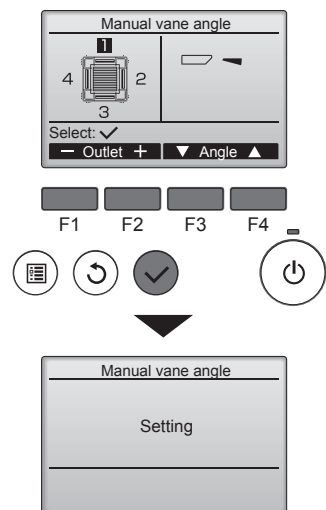 Manual vane angle
1
4 2
3
Select:
— Outlet + ▼ Angle ▲
F1 F2 F3 F4
Manual vane angle
Setting